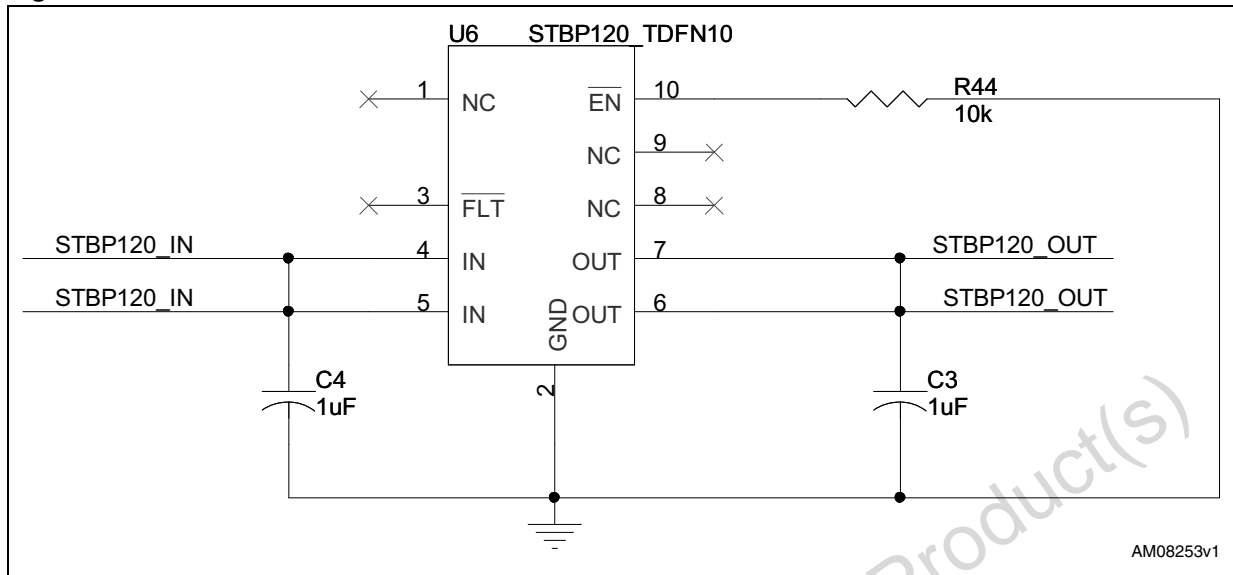 U6 STBP120_TDFN10
1 NC
EN 10
R44
10k
NC 9
3 FLT
NC 8
STBP120_IN 4 IN
OUT 7 STBP120_OUT
STBP120_IN 5 IN
OUT 6 STBP120_OUT
GND
2
C4
1uF
C3
1uF
Product(s)
AM08253v1